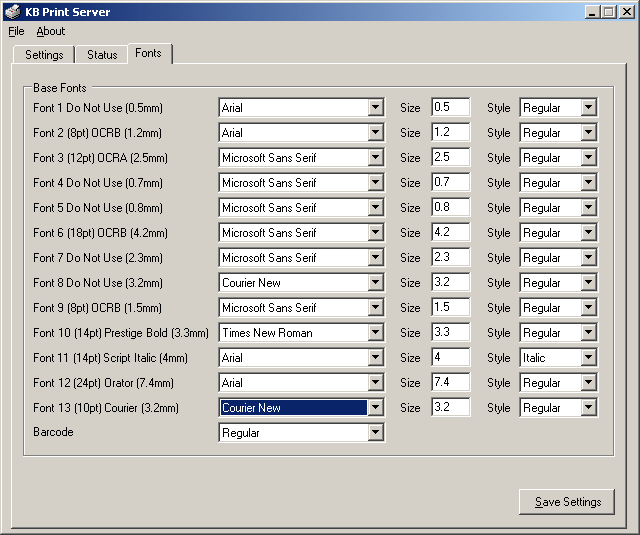 KB Print Server
File About
Settings Status Fonts
Base Fonts
Font 1 Do Not Use (0.5mm) Arial Size 0.5 Style Regular
Font 2 (8pt) OCRB (1.2mm) Arial Size 1.2 Style Regular
Font 3 (12pt) OCRA (2.5mm) Microsoft Sans Serif Size 2.5 Style Regular
Font 4 Do Not Use (0.7mm) Microsoft Sans Serif Size 0.7 Style Regular
Font 5 Do Not Use (0.8mm) Microsoft Sans Serif Size 0.8 Style Regular
Font 6 (18pt) OCRB (4.2mm) Microsoft Sans Serif Size 4.2 Style Regular
Font 7 Do Not Use (2.3mm) Microsoft Sans Serif Size 2.3 Style Regular
Font 8 Do Not Use (3.2mm) Courier New Size 3.2 Style Regular
Font 9 (8pt) OCRB (1.5mm) Microsoft Sans Serif Size 1.5 Style Regular
Font 10 (14pt) Prestige Bold (3.3mm) Times New Roman Size 3.3 Style Regular
Font 11 (14pt) Script Italic (4mm) Arial Size 4 Style Italic
Font 12 (24pt) Orator (7.4mm) Arial Size 7.4 Style Regular
Font 13 (10pt) Courier (3.2mm) Courier New Size 3.2 Style Regular
Barcode Regular
Save Settings